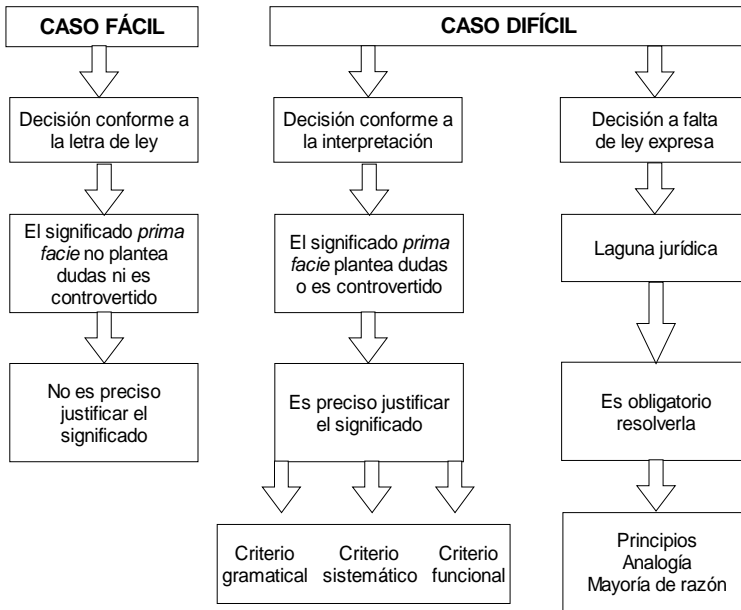 CASO FÁCIL
CASO DIFÍCIL
Decisión conforme a
la letra de ley
Decisión conforme a
la interpretación
Decisión a falta
de ley expresa
El significado prima
facie no plantea
dudas ni es
controvertido
El significado prima
facie plantea dudas
o es controvertido
Laguna jurídica
No es preciso
justificar el
significado
Es preciso justificar
el significado
Es obligatorio
resolverla
Criterio
gramatical
Criterio
sistemático
Criterio
funcional
Principios
Analogía
Mayoría de razón